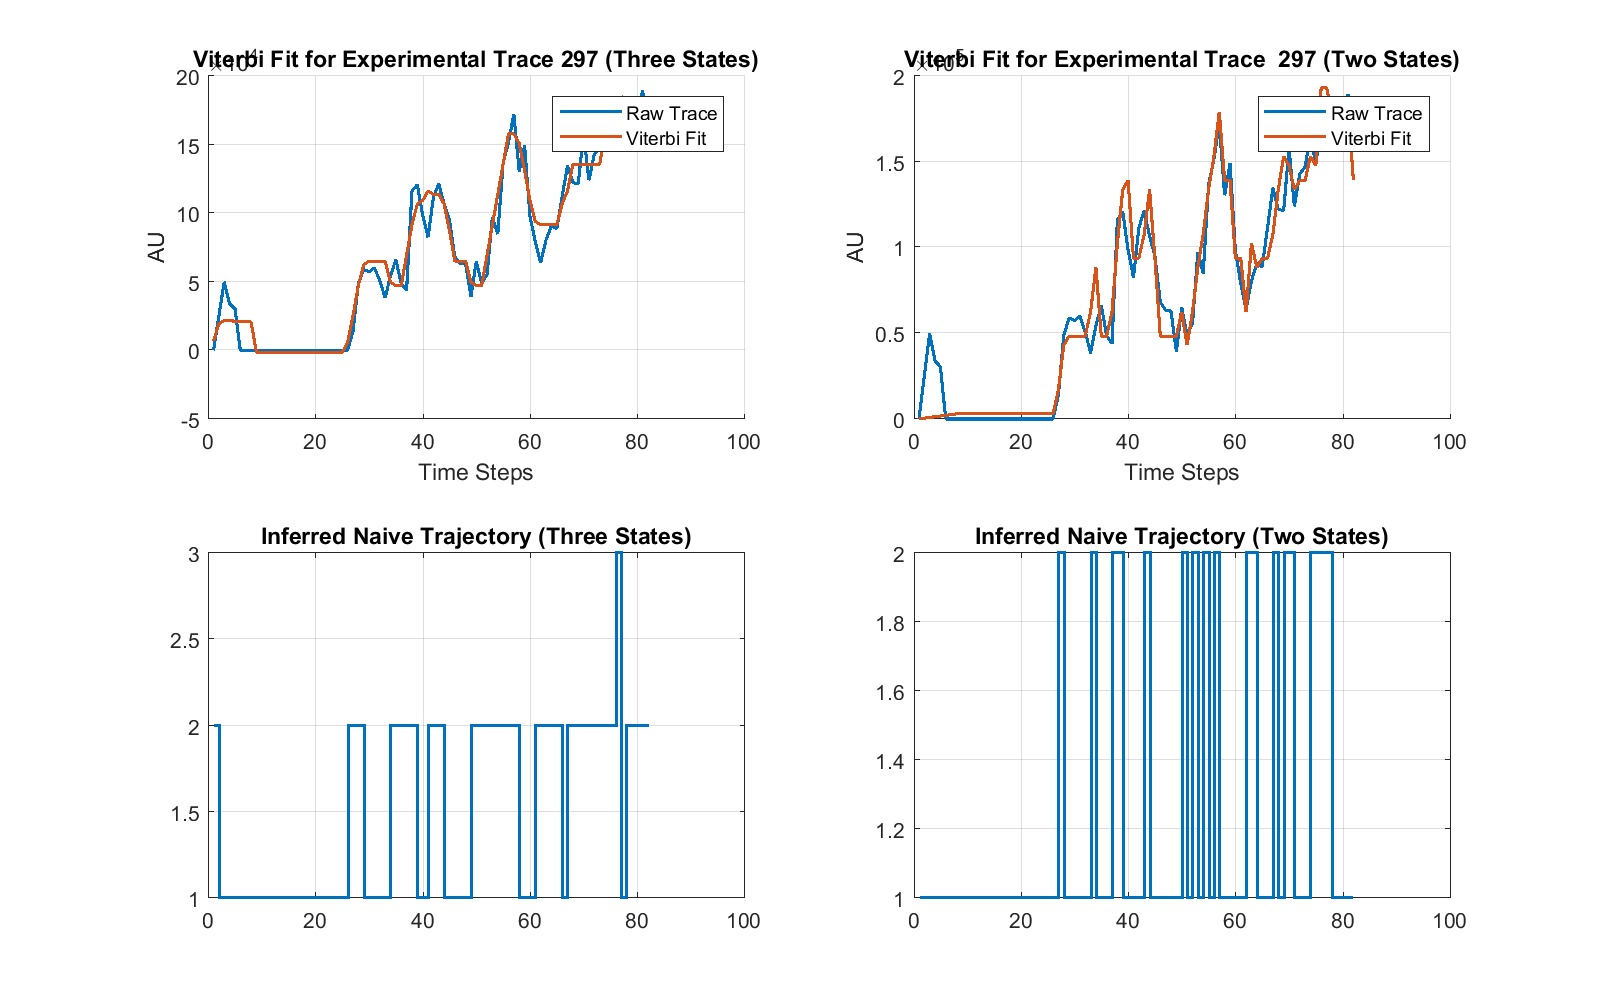 Viterbi Fit for Experimental Trace 297 (Three States)
20
15
10
5
0
-5
AU
Raw Trace
Viterbi Fit
0 20 40 60 80 100
Time Steps
Viterbi Fit for Experimental Trace 297 (Two States)
×10^5
2
1.5
1
0.5
0
AU
Raw Trace
Viterbi Fit
0 20 40 60 80 100
Time Steps
Inferred Naive Trajectory (Three States)
3
2.5
2
1.5
1
0 20 40 60 80 100
Inferred Naive Trajectory (Two States)
2
1.8
1.6
1.4
1.2
1
0 20 40 60 80 100